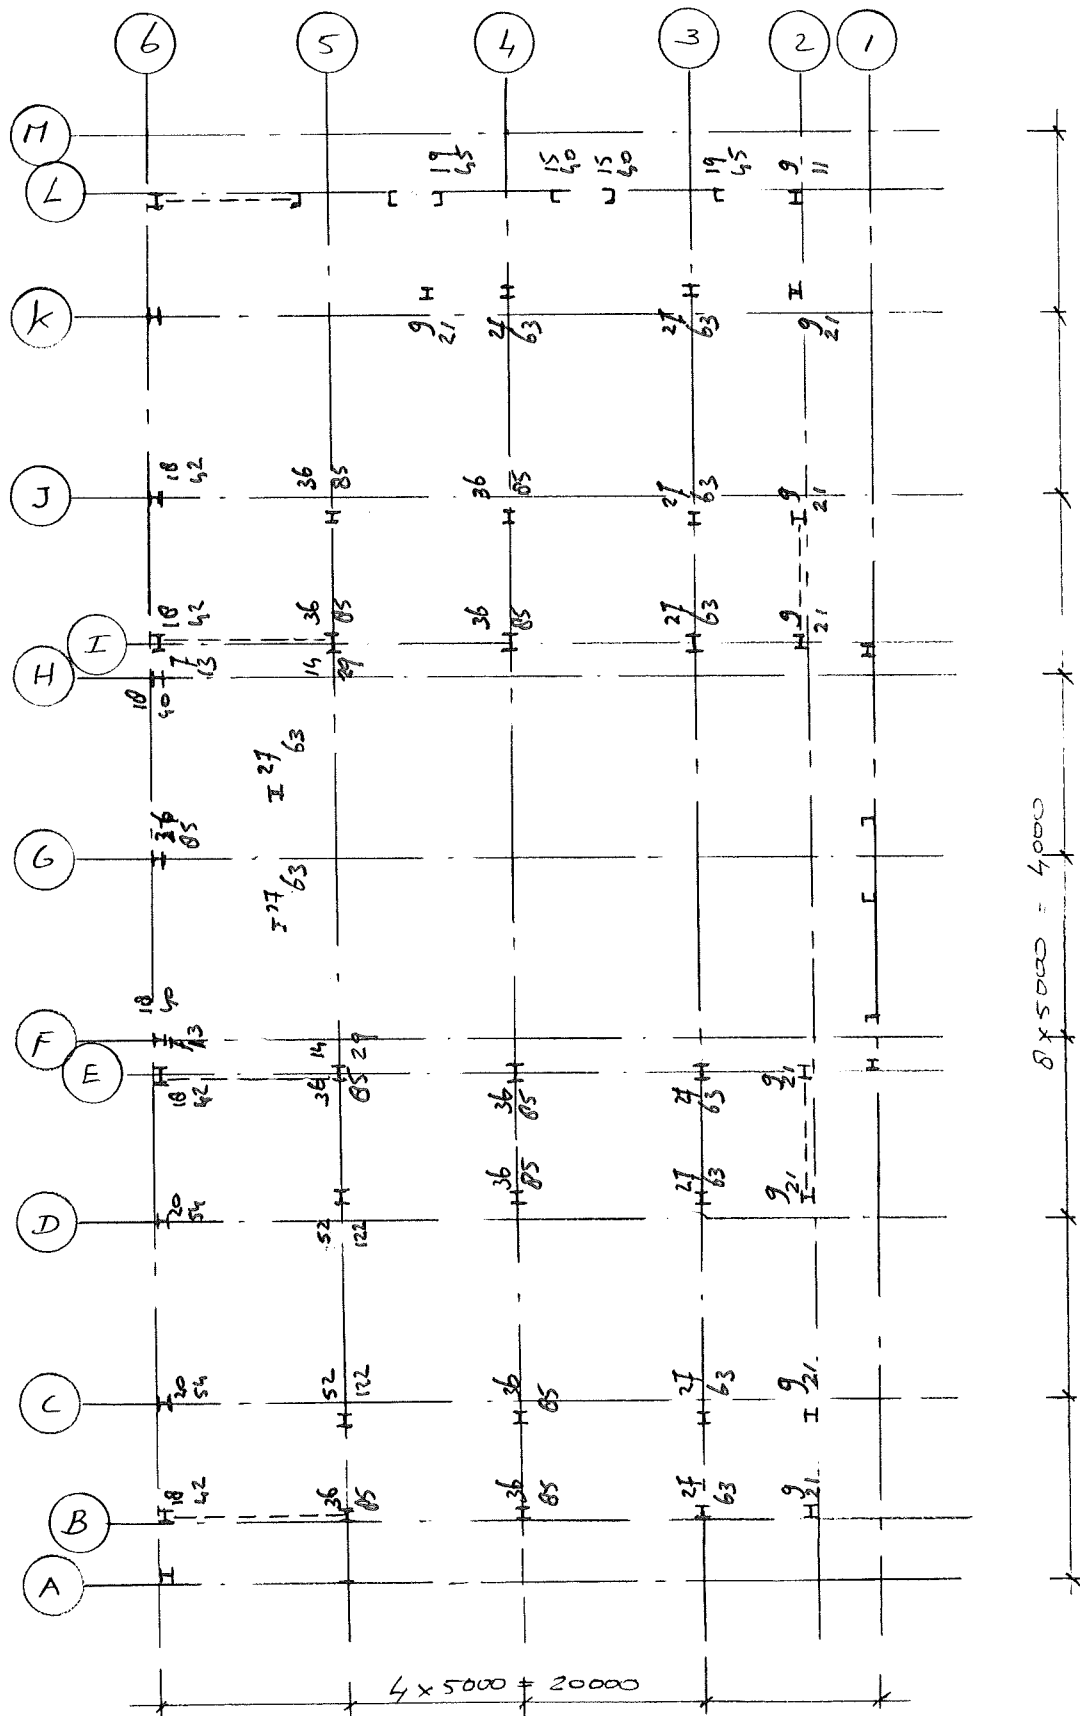 6 5 4 3 2 1
M
19 15 15 19 9
45 40 40 45 11
L
K
9 27 27 9
21 63 63 21
18 36 36 27 9
42 85 85 63 21
J
18 36 36 27 9
42 85 85 63 21
I
7 14
13 29
H
18
40
27
63
36
85
G
27
63
18
40
F
13 14 29
E
18 36 36 27 9
42 85 85 63 21
36 27 9
85 63 21
20
54
D
52
122
20 52 36 27 9
54 122 85 63 21
C
18 36 36 27 9
42 85 85 63 21
B
A
8 x 5000 = 4,000
4 x 5000 = 20000